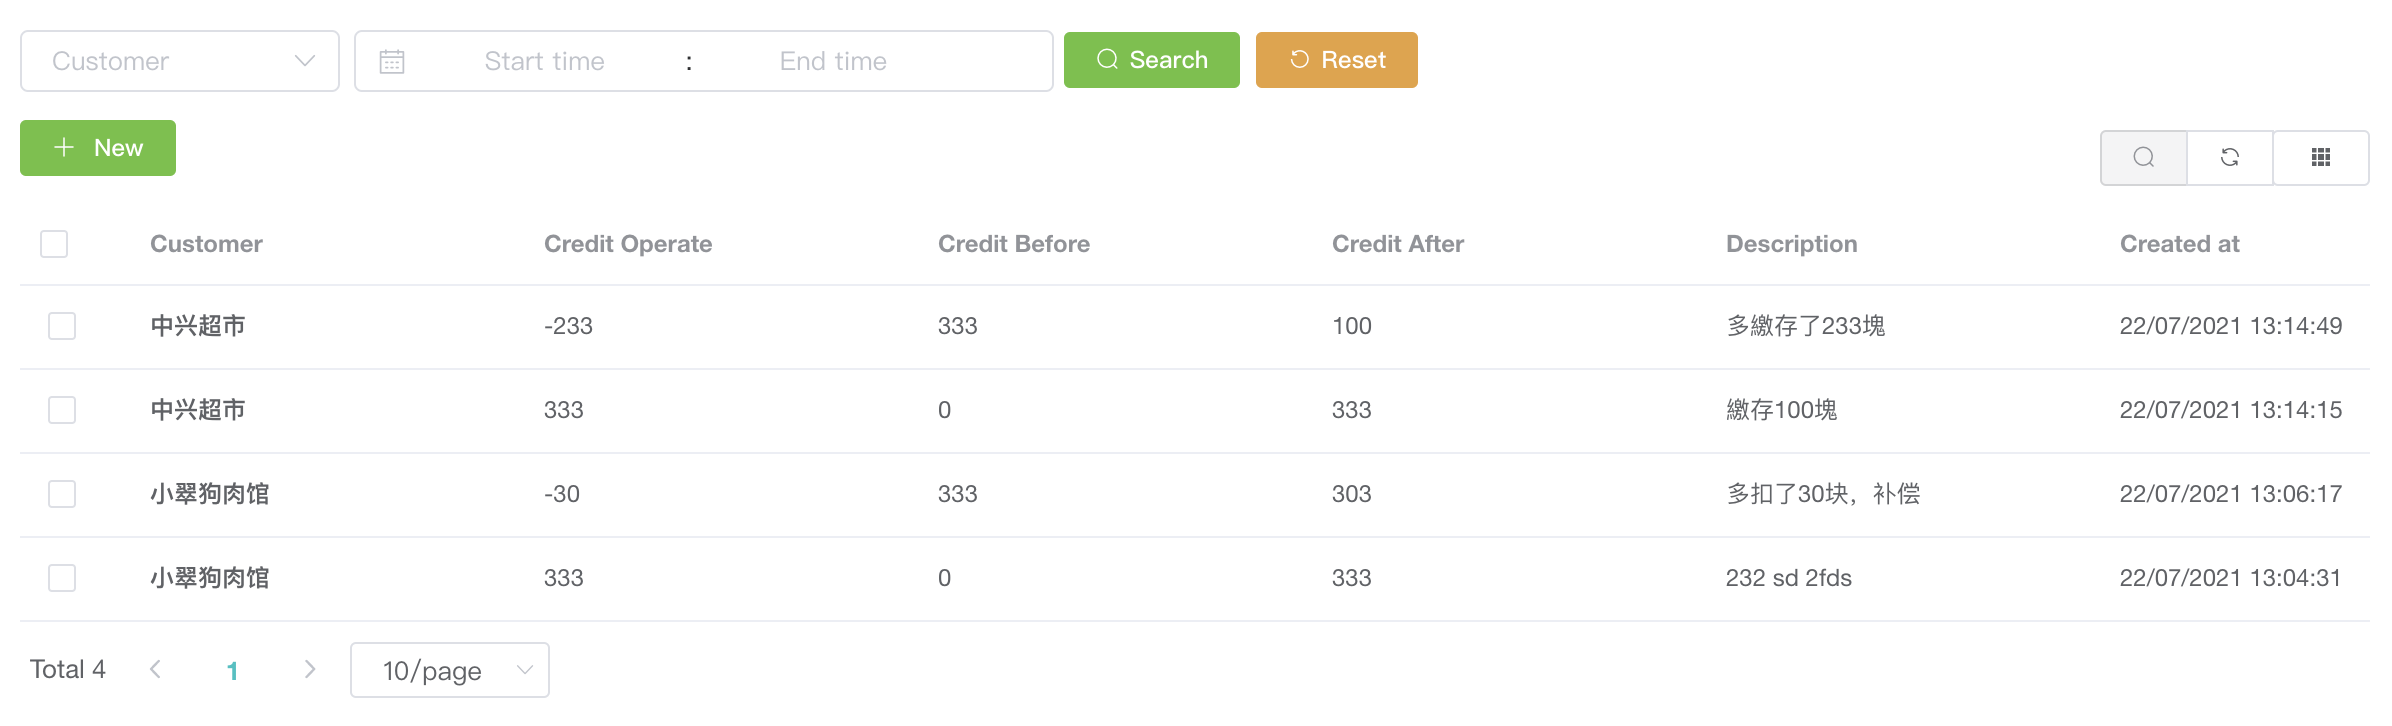 Customer Start time : End time Search Reset
New
Customer Credit Operate Credit Before Credit After Description Created at
中兴超市 -233 333 100 多繳存了233塊 22/07/2021 13:14:49
中兴超市 333 0 333 繳存100塊 22/07/2021 13:14:15
小翠狗肉馆 -30 333 303 多扣了30块，补偿 22/07/2021 13:06:17
小翠狗肉馆 333 0 333 232 sd 2fds 22/07/2021 13:04:31
Total 4 1 10/page